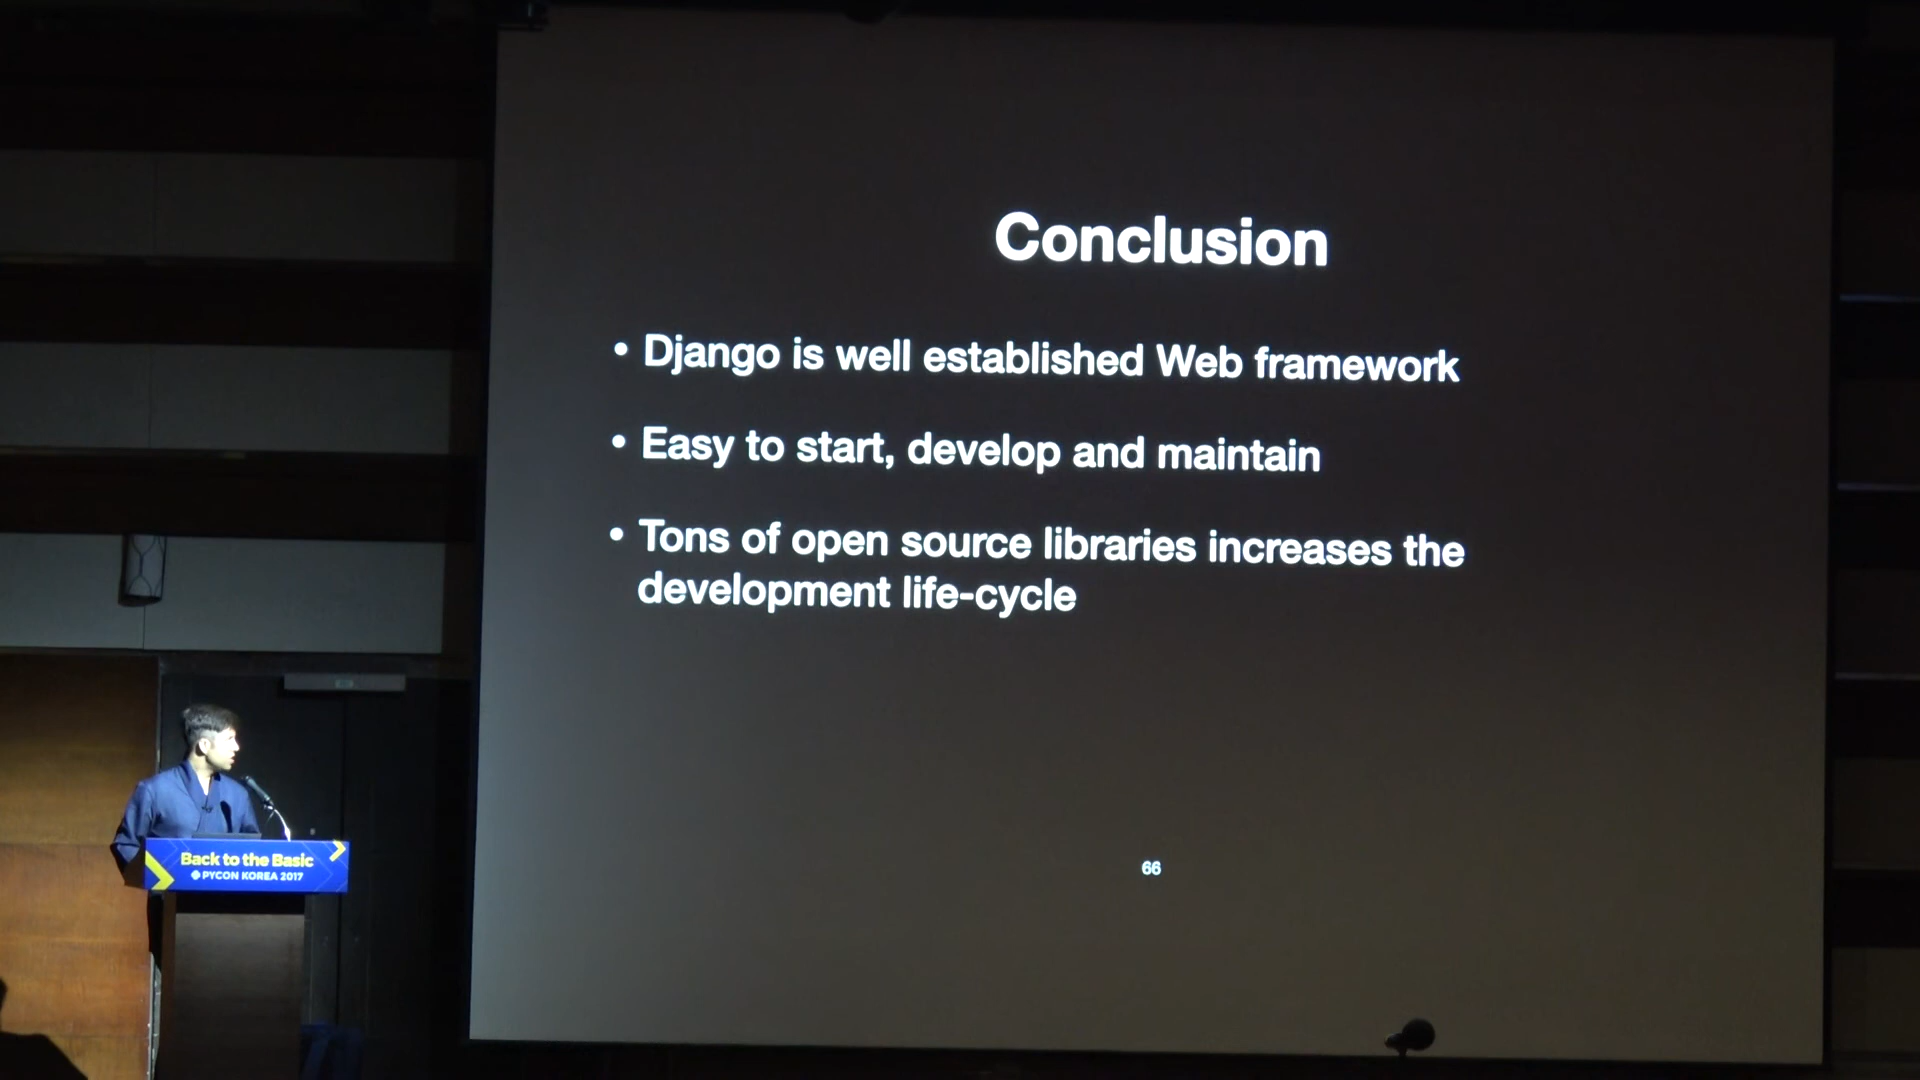 Conclusion
• Django is well established Web framework
• Easy to start, develop and maintain
• Tons of open source libraries increases the
development life-cycle
66
Back to the Basic
PYCON KOREA 2017